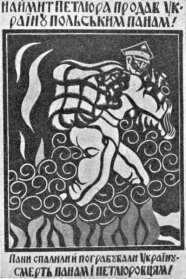 НАЙМИТ ПЕТЛЮРА ПРОДАВ УК-
РАЇНУ ПОЛЬСЬКИМ ПАНАМ!
ПАНИ СПАЛИЛИ Й ПОГРАБУВАЛИ УКРАЇНУ—
СМЕРТЬ ПАНАМ І ПЕТЛЮРОВЦЯМ!